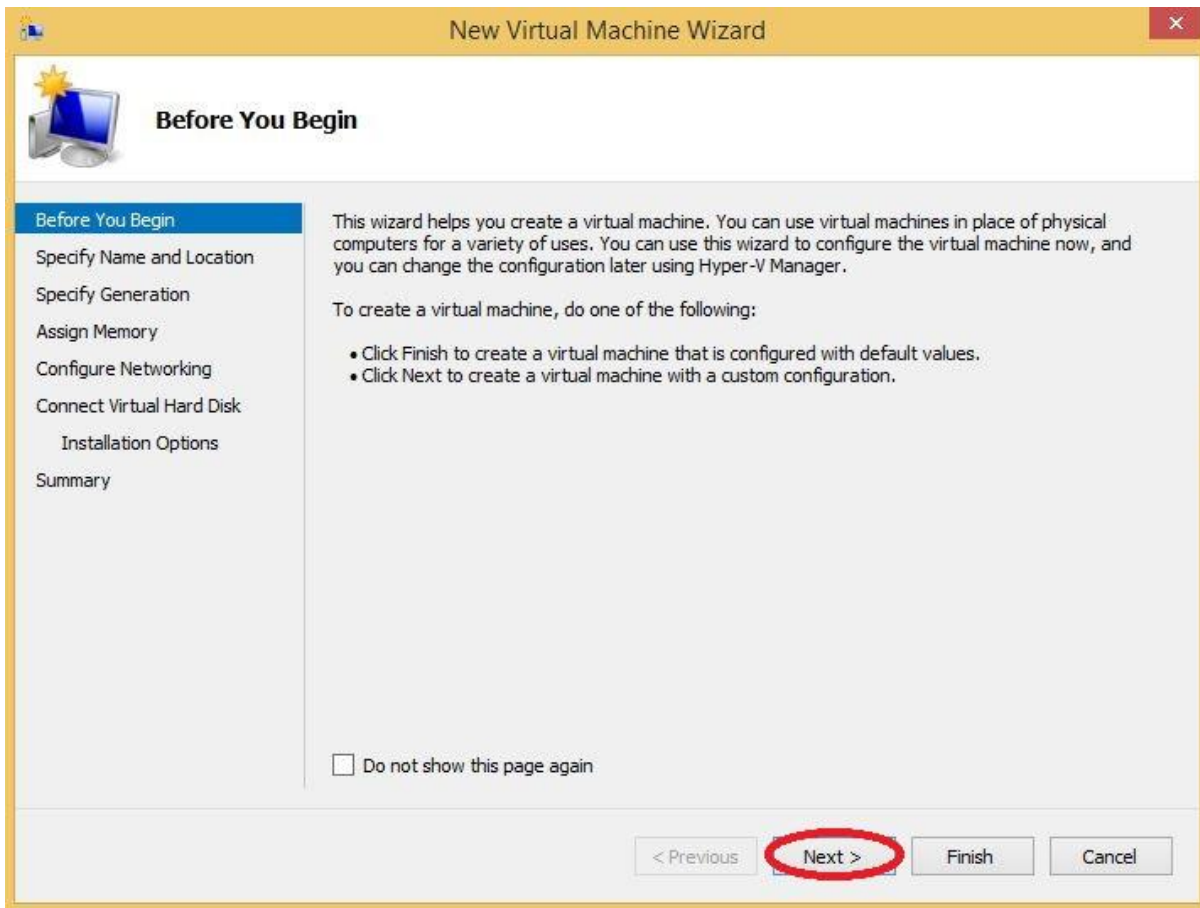 New Virtual Machine Wizard
Before You Begin
Before You Begin
Specify Name and Location
Specify Generation
Assign Memory
Configure Networking
Connect Virtual Hard Disk
Installation Options
Summary
This wizard helps you create a virtual machine. You can use virtual machines in place of physical
computers for a variety of uses. You can use this wizard to configure the virtual machine now, and
you can change the configuration later using Hyper-V Manager.
To create a virtual machine, do one of the following:
• Click Finish to create a virtual machine that is configured with default values.
• Click Next to create a virtual machine with a custom configuration.
Do not show this page again
< Previous
Next >
Finish
Cancel